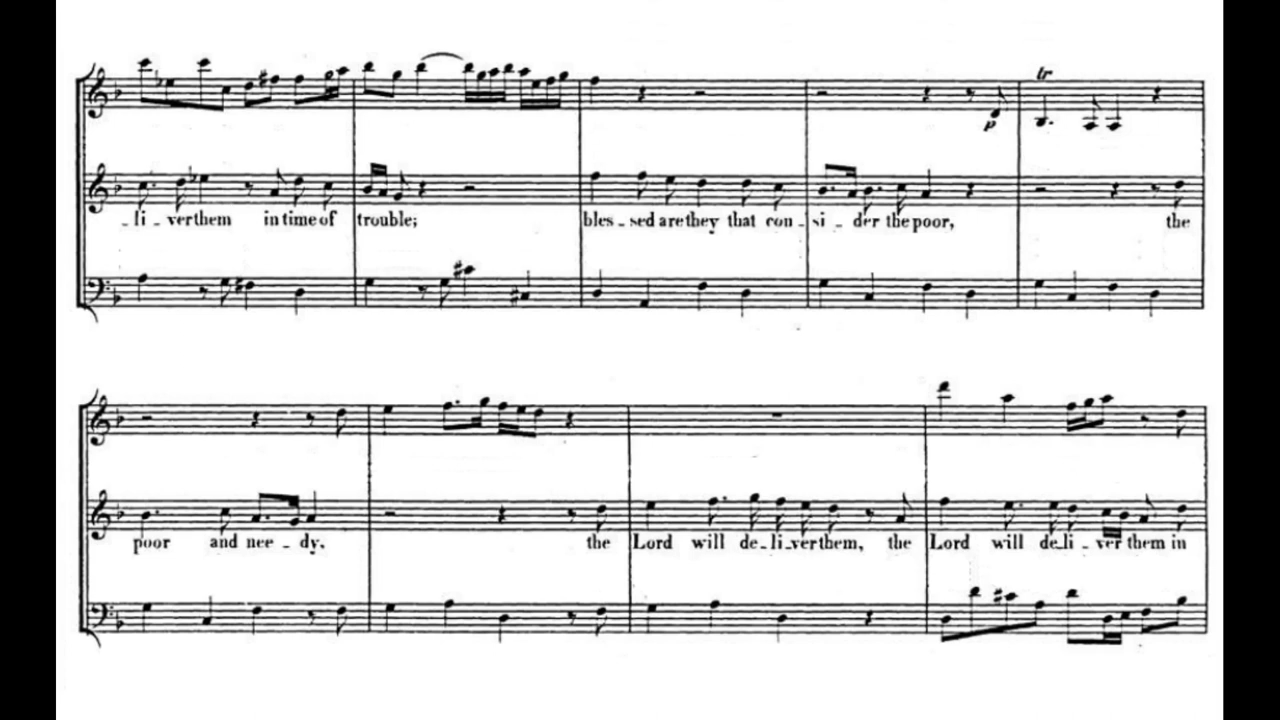 tr
p
_ li _ ver them in time of trouble; bles _ sed are they that con _ si _ der the poor, the
poor and nee _ dy, the Lord will de _ li _ ver them, the Lord will de _ li _ ver them in